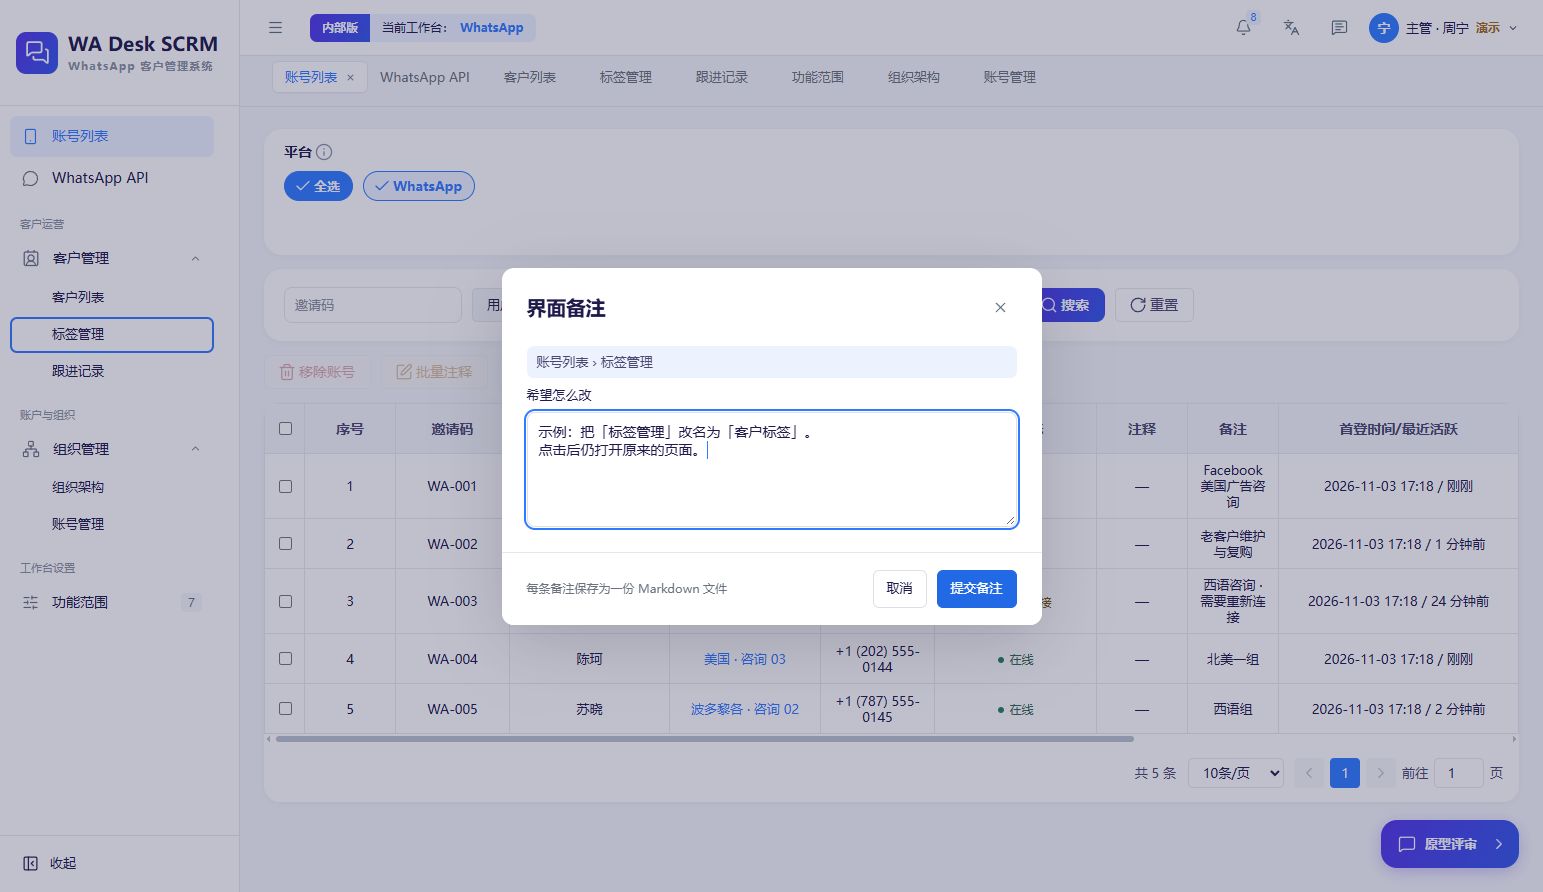 WA Desk SCRM
WhatsApp 客户管理系统
内部版 当前工作台： WhatsApp
8
宁 主管 · 周宁 演示
账号列表 × WhatsApp API 客户列表 标签管理 跟进记录 功能范围 组织架构 账号管理
账号列表
WhatsApp API
客户运营
客户管理
客户列表
标签管理
跟进记录
账户与组织
组织管理
组织架构
账号管理
工作台设置
功能范围 7
收起
平台
全选 WhatsApp
邀请码 搜索 重置
移除账号 批量注释
界面备注
账号列表 › 标签管理
希望怎么改
示例：把「标签管理」改名为「客户标签」。
点击后仍打开原来的页面。
每条备注保存为一份 Markdown 文件 取消 提交备注
序号 邀请码 注释 备注 首登时间/最近活跃
1 WA-001 — Facebook 2026-11-03 17:18 / 刚刚
美国广告咨
询
2 WA-002 — 老客户维护 2026-11-03 17:18 / 1 分钟前
与复购
3 WA-003 接 — 西语咨询 · 2026-11-03 17:18 / 24 分钟前
需要重新连
接
4 WA-004 陈珂 美国 · 咨询 03 +1 (202) 555- 在线 — 北美一组 2026-11-03 17:18 / 刚刚
0144
5 WA-005 苏晓 波多黎各 · 咨询 02 +1 (787) 555- 在线 — 西语组 2026-11-03 17:18 / 2 分钟前
0145
共 5 条 10条/页 1 前往 1 页
原型评审